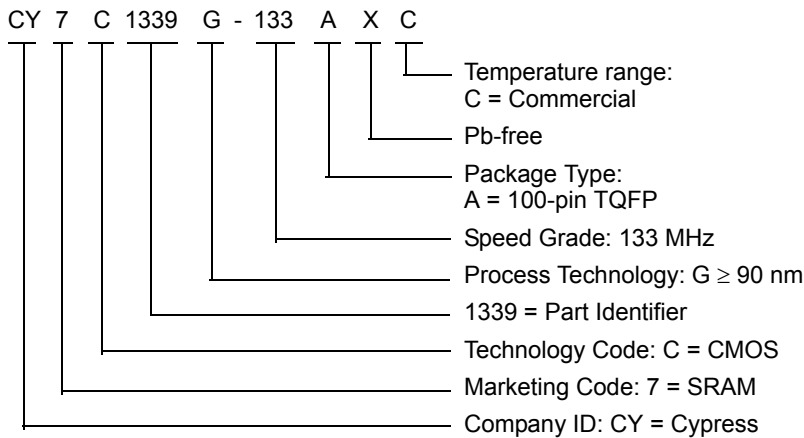 CY 7 C 1339 G - 133 A X C
Temperature range:
C = Commercial
Pb-free
Package Type:
A = 100-pin TQFP
Speed Grade: 133 MHz
Process Technology: G ≥ 90 nm
1339 = Part Identifier
Technology Code: C = CMOS
Marketing Code: 7 = SRAM
Company ID: CY = Cypress